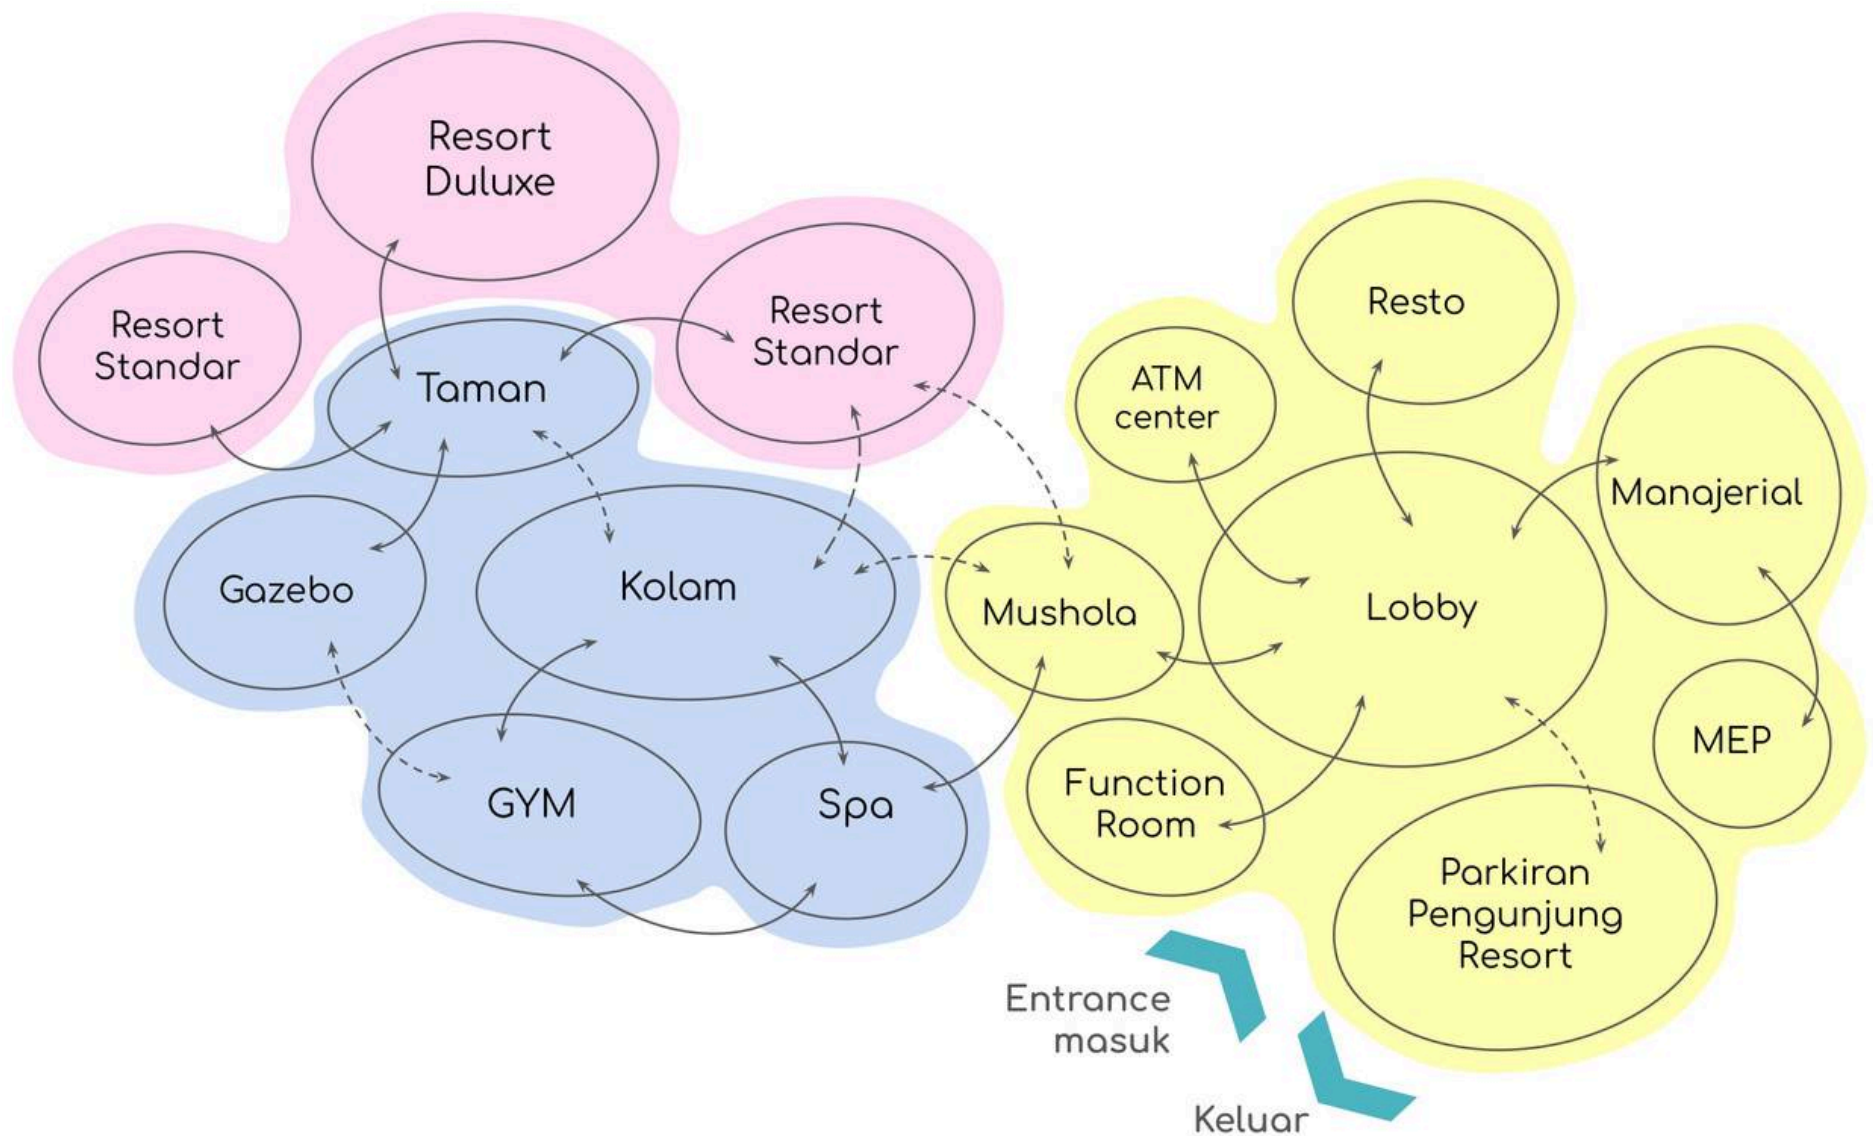 Resort
Duluxe
Resort
Standar
Resort
Standar
Taman
Gazebo
Kolam
GYM
Spa
Resto
ATM
center
Manajerial
Mushola
Lobby
MEP
Function
Room
Parkiran
Pengunjung
Resort
Entrance
masuk
Keluar